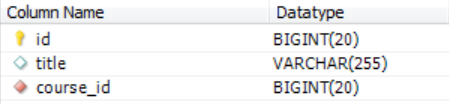 Column Name Datatype
id BIGINT(20)
title VARCHAR(255)
course_id BIGINT(20)